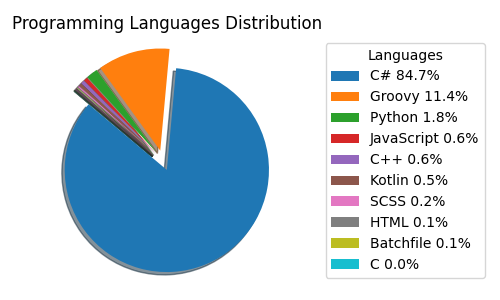 Programming Languages Distribution
Languages
C# 84.7%
Groovy 11.4%
Python 1.8%
JavaScript 0.6%
C++ 0.6%
Kotlin 0.5%
SCSS 0.2%
HTML 0.1%
Batchfile 0.1%
C 0.0%